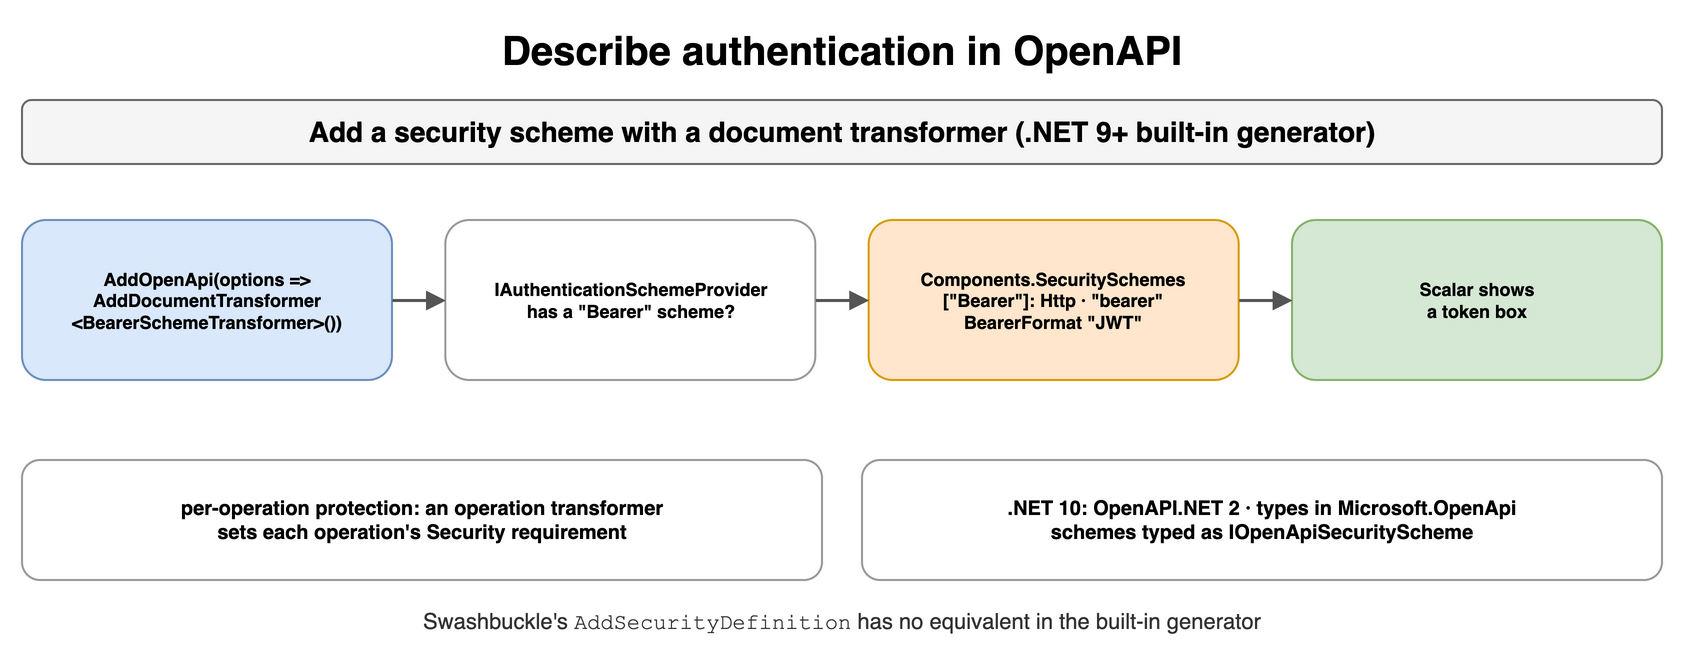 Describe authentication in OpenAPI
Add a security scheme with a document transformer (.NET 9+ built-in generator)
AddOpenApi(options =>
AddDocumentTransformer
<BearerSchemeTransformer>())
IAuthenticationSchemeProvider
has a "Bearer" scheme?
Components.SecuritySchemes
["Bearer"]: Http · "bearer"
BearerFormat "JWT"
Scalar shows
a token box
per-operation protection: an operation transformer
sets each operation's Security requirement
.NET 10: OpenAPI.NET 2 · types in Microsoft.OpenApi
schemes typed as IOpenApiSecurityScheme
Swashbuckle's AddSecurityDefinition has no equivalent in the built-in generator